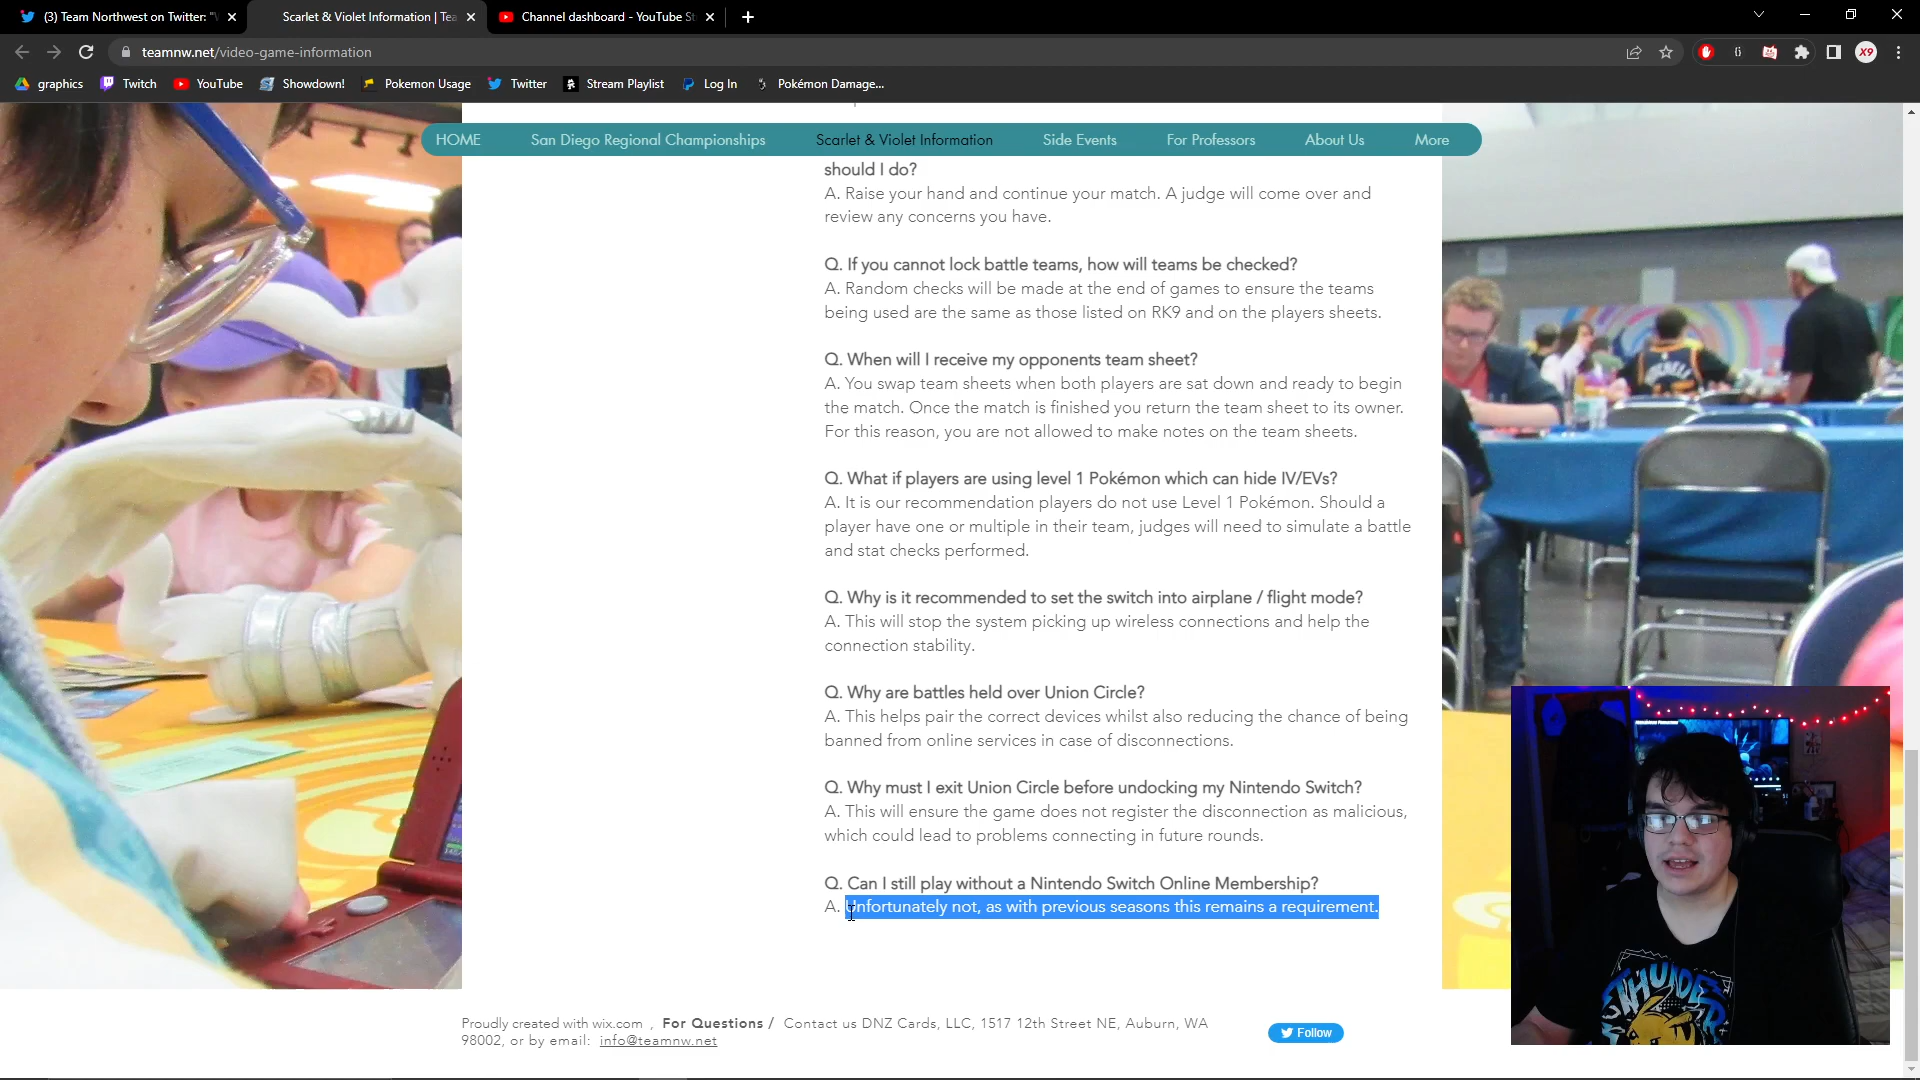 (3) Team Northwest on Twitter: "V
Scarlet & Violet Information | Tea
Channel dashboard - YouTube St
teamnw.net/video-game-information
graphics
Twitch
YouTube
Showdown!
Pokemon Usage
Twitter
Stream Playlist
Log In
Pokémon Damage...
X9
HOME
San Diego Regional Championships
Scarlet & Violet Information
Side Events
For Professors
About Us
More
should I do?
A. Raise your hand and continue your match. A judge will come over and
review any concerns you have.
Q. If you cannot lock battle teams, how will teams be checked?
A. Random checks will be made at the end of games to ensure the teams
being used are the same as those listed on RK9 and on the players sheets.
Q. When will I receive my opponents team sheet?
A. You swap team sheets when both players are sat down and ready to begin
the match. Once the match is finished you return the team sheet to its owner.
For this reason, you are not allowed to make notes on the team sheets.
Q. What if players are using level 1 Pokémon which can hide IV/EVs?
A. It is our recommendation players do not use Level 1 Pokémon. Should a
player have one or multiple in their team, judges will need to simulate a battle
and stat checks performed.
Q. Why is it recommended to set the switch into airplane / flight mode?
A. This will stop the system picking up wireless connections and help the
connection stability.
Q. Why are battles held over Union Circle?
A. This helps pair the correct devices whilst also reducing the chance of being
banned from online services in case of disconnections.
Q. Why must I exit Union Circle before undocking my Nintendo Switch?
A. This will ensure the game does not register the disconnection as malicious,
which could lead to problems connecting in future rounds.
Q. Can I still play without a Nintendo Switch Online Membership?
A. Unfortunately not, as with previous seasons this remains a requirement.
Proudly created with wix.com , For Questions / Contact us DNZ Cards, LLC, 1517 12th Street NE, Auburn, WA
98002, or by email: info@teamnw.net
Follow
THUNDER